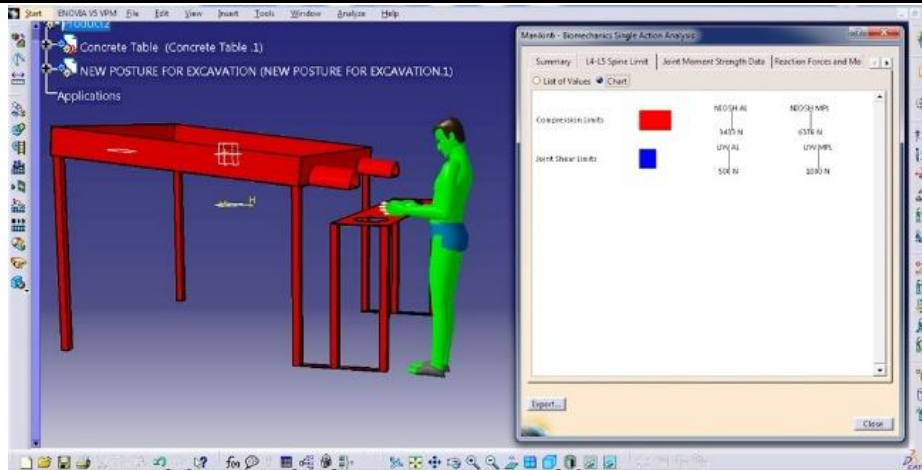 Start ENOVIA V5 VPM File Edit View Insert Tools Window Analyze Help
Product2
Concrete Table (Concrete Table .1)
NEW POSTURE FOR EXCAVATION (NEW POSTURE FOR EXCAVATION.1)
Applications
H
Biomechanics Single Action Analysis
Summary L4-L5 Spine Limit Joint Moment Strength Data Reaction Forces and Mo
List of Values Chart
NIOSH AL NIOSH MPL
Compression Limits
3433 N 6376 N
UW AL UW MPL
Joint Shear Limits
500 N 1000 N
Export...
Close
f(x)